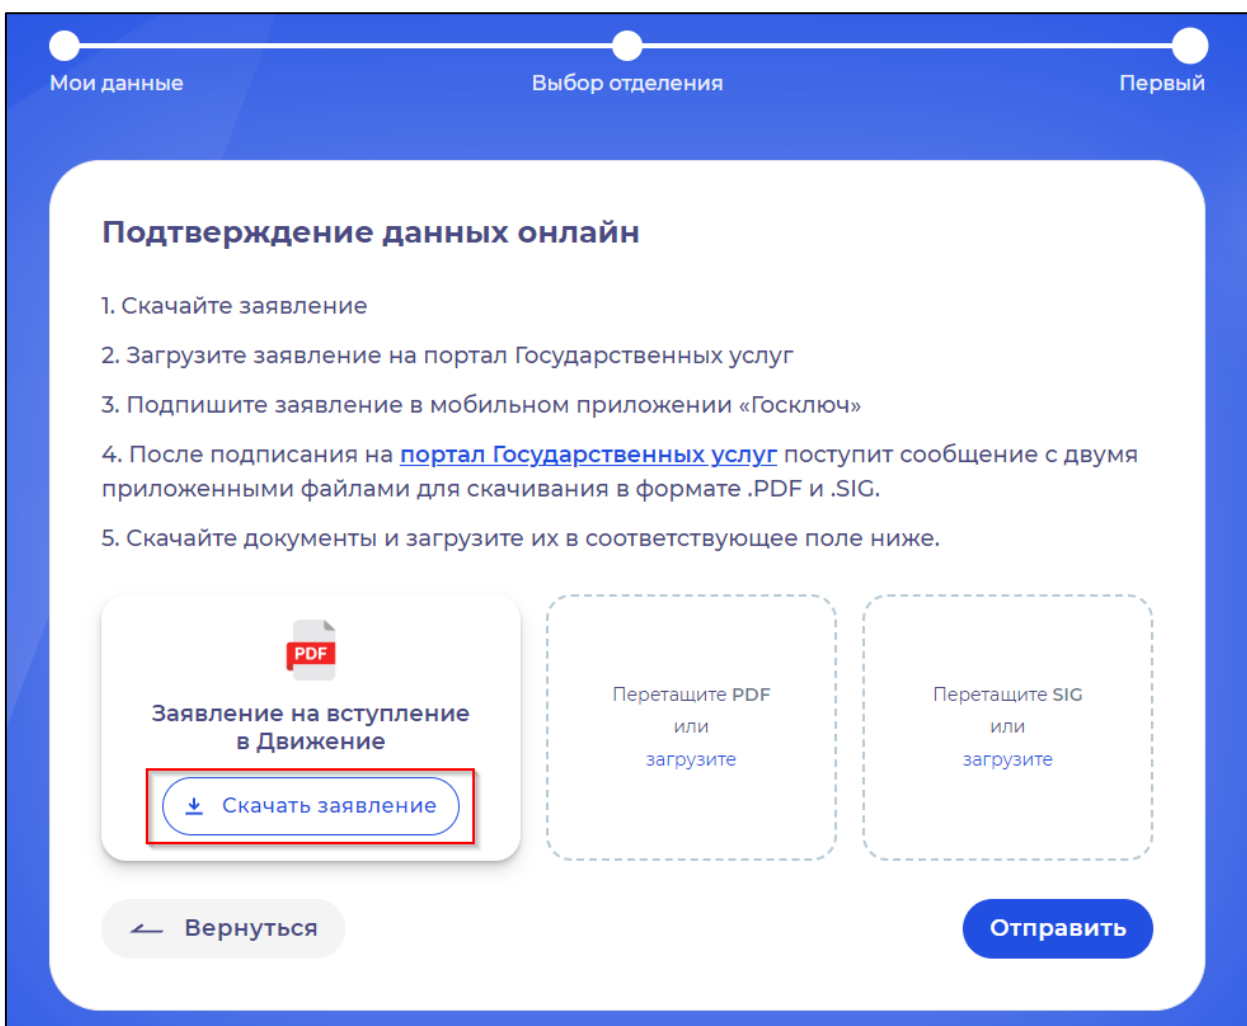 Мои данные
Выбор отделения
Первый
Подтверждение данных онлайн
1. Скачайте заявление
2. Загрузите заявление на портал Государственных услуг
3. Подпишите заявление в мобильном приложении «Госключ»
4. После подписания на портал Государственных услуг поступит сообщение с двумя
приложенными файлами для скачивания в формате .PDF и .SIG.
5. Скачайте документы и загрузите их в соответствующее поле ниже.
PDF
Заявление на вступление
в Движение
Скачать заявление
Перетащите PDF
или
загрузите
Перетащите SIG
или
загрузите
Вернуться
Отправить